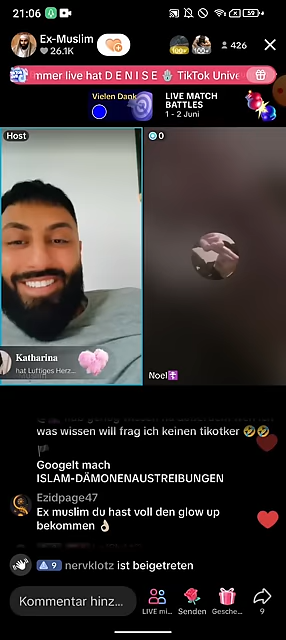 21:06
59
Ex-Muslim
26.1K
100+
100+
426
mmer live hat D E N I S E TikTok Unive
Vielen Dank
LIVE MATCH
BATTLES
1 - 2 Juni
Host
0
Katharina
hat Luftiges Herz...
Noel✝️
was wissen will frag ich keinen tikotker 🤣🤣
🏴
Googelt mach
ISLAM-DÄMONENAUSTREIBUNGEN
Ezidpage47
Ex muslim du hast voll den glow up
bekommen 👌🏻
9 nervklotz ist beigetreten
Kommentar hinz...
LIVE mi...
Senden
Gesche...
9